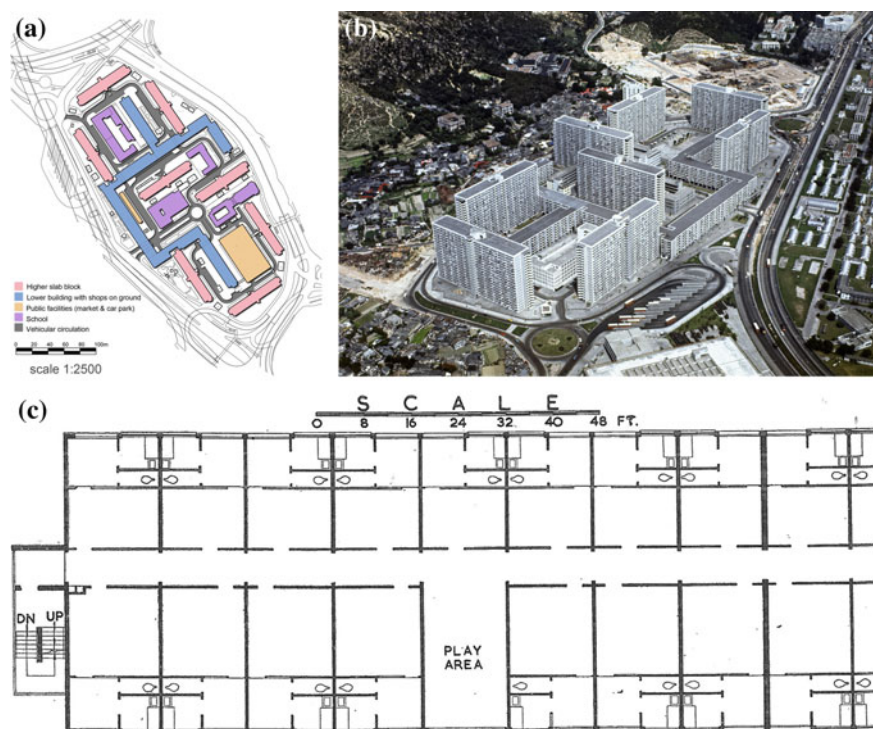 (a)
Higher slab block
Lower building with shops on ground
Public facilities (market & car park)
School
Vehicular circulation
0 20 40 60 80 100m
scale 1:2500
(b)
(c)
SCALE
0 8 16 24 32 40 48 FT.
DN UP
PLAY
AREA